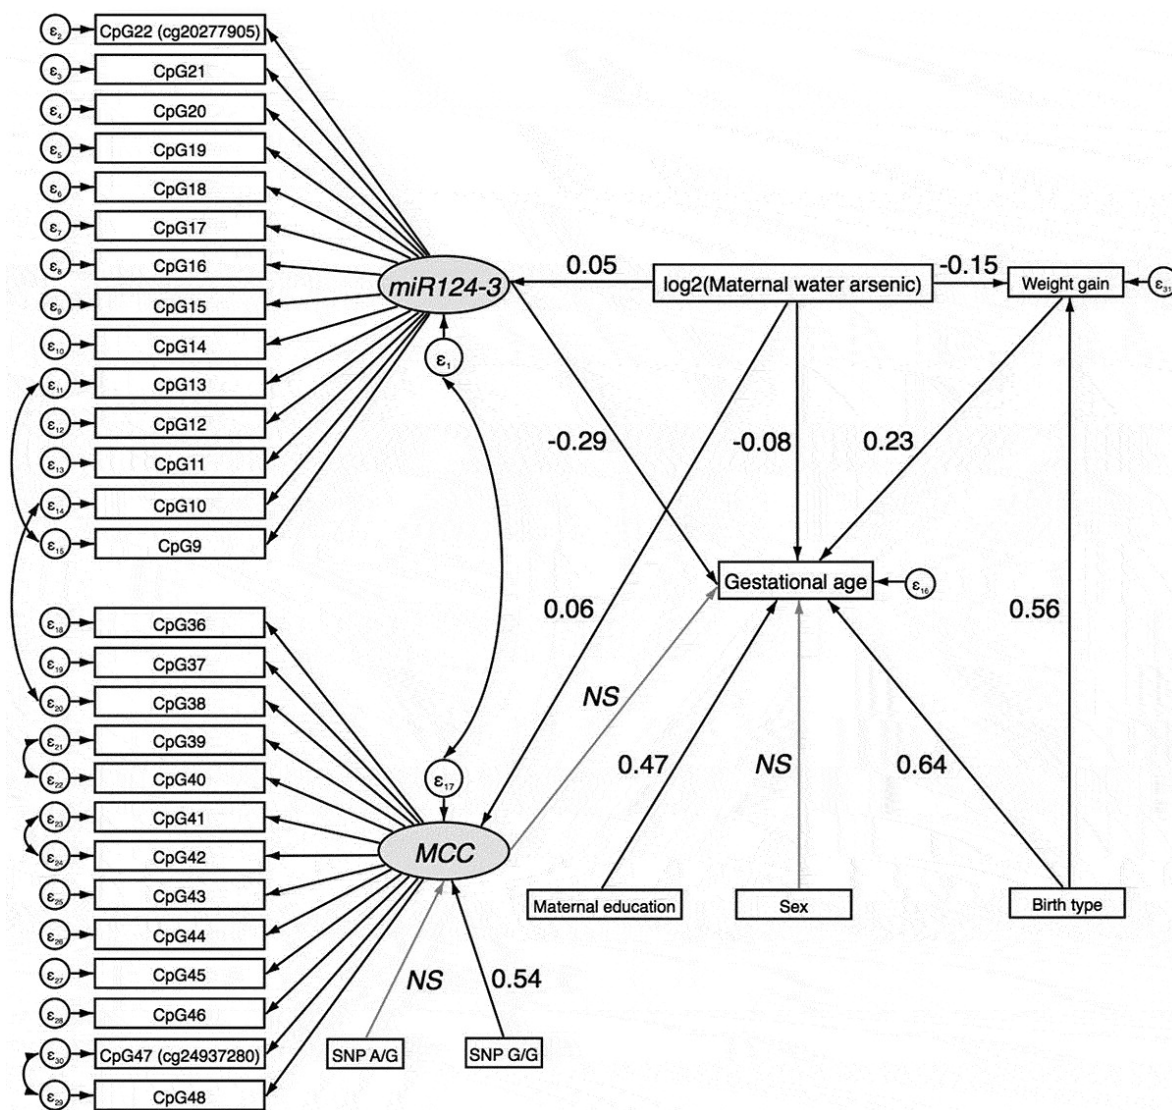 ε2 CpG22 (cg20277905)
ε3 CpG21
ε4 CpG20
ε5 CpG19
ε6 CpG18
ε7 CpG17
ε8 CpG16
ε9 CpG15
ε10 CpG14
ε11 CpG13
ε12 CpG12
ε13 CpG11
ε14 CpG10
ε15 CpG9
miR124-3
ε1
0.05
log2(Maternal water arsenic)
-0.15
Weight gain
ε31
-0.29
-0.08
0.23
Gestational age
ε16
0.06
0.56
NS
0.47
NS
0.64
ε18 CpG36
ε19 CpG37
ε20 CpG38
ε21 CpG39
ε22 CpG40
ε23 CpG41
ε24 CpG42
ε25 CpG43
ε26 CpG44
ε27 CpG45
ε28 CpG46
ε30 CpG47 (cg24937280)
ε29 CpG48
ε17
MCC
Maternal education
Sex
Birth type
NS
0.54
SNP A/G
SNP G/G